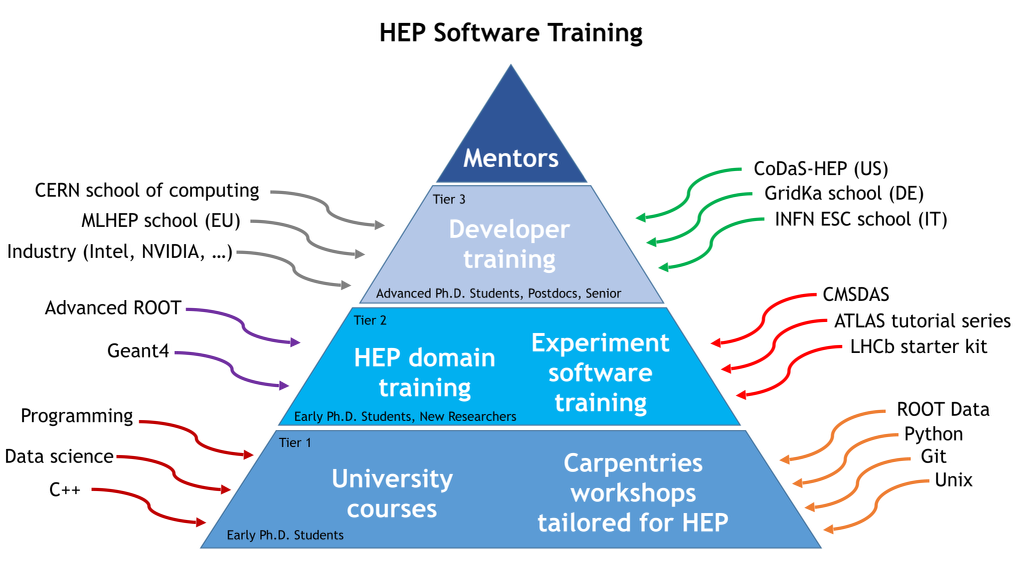 HEP Software Training
Mentors
CERN school of computing
MLHEP school (EU)
Industry (Intel, NVIDIA, …)
Tier 3
Developer
training
Advanced Ph.D. Students, Postdocs, Senior
CoDaS-HEP (US)
GridKa school (DE)
INFN ESC school (IT)
Advanced ROOT
Geant4
Tier 2
HEP domain
training
Experiment
software
training
Early Ph.D. Students, New Researchers
CMSDAS
ATLAS tutorial series
LHCb starter kit
Programming
Data science
C++
Tier 1
University
courses
Carpentries
workshops
tailored for HEP
Early Ph.D. Students
ROOT Data
Python
Git
Unix